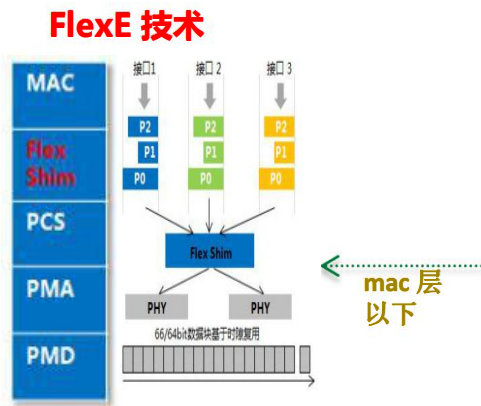 FlexE 技术
MAC
Flex
Shim
PCS
PMA
PMD
接口1
接口 2
接口 3
P2
P1
P0
P2
P1
P0
P2
P1
P0
Flex Shim
PHY
PHY
66/64bit数据块基于时隙复用
mac 层
以下